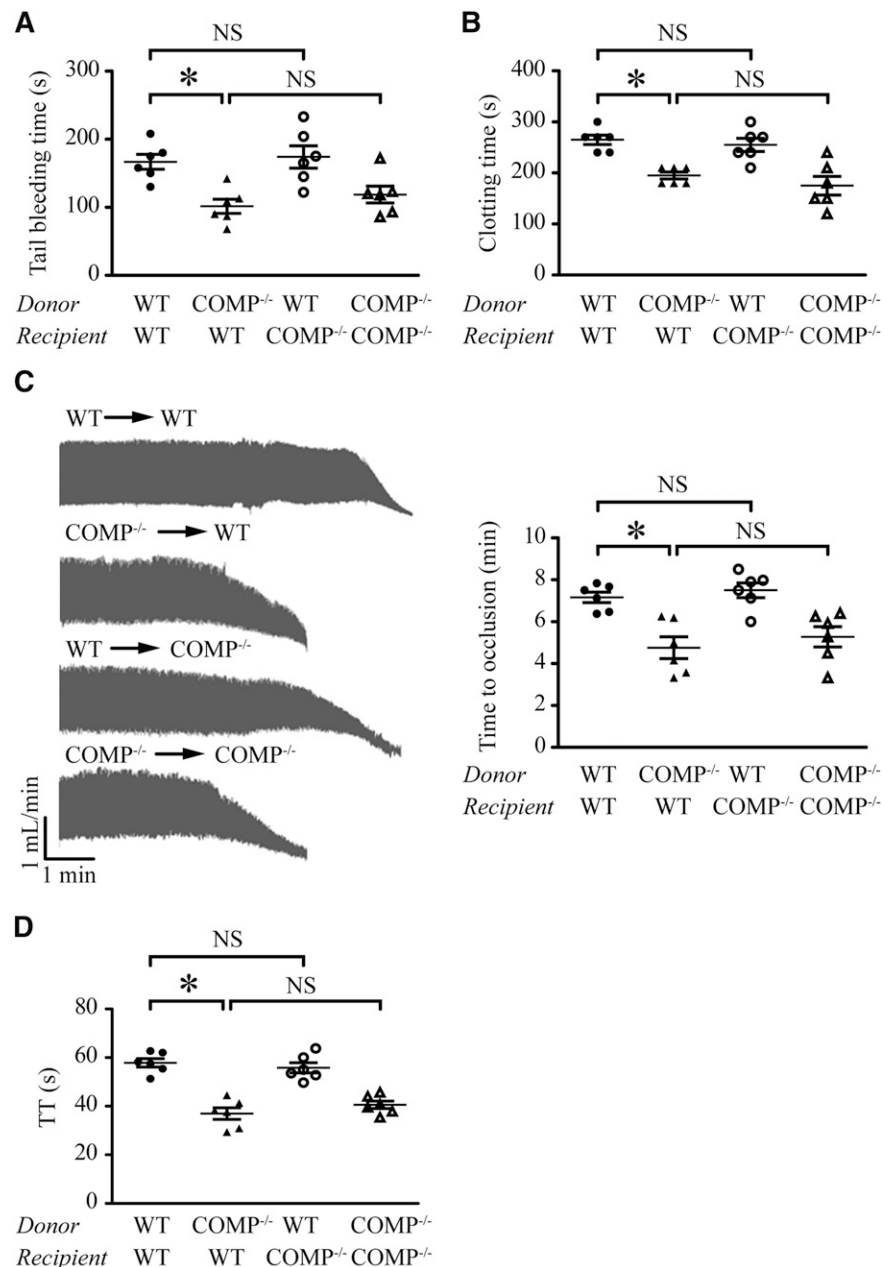 A
NS
*
NS
Tail bleeding time (s)
300
200
100
0
Donor WT COMP-/- WT COMP-/-
Recipient WT WT COMP-/- COMP-/-
B
NS
*
NS
Clotting time (s)
400
300
200
100
0
Donor WT COMP-/- WT COMP-/-
Recipient WT WT COMP-/- COMP-/-
C
WT → WT
COMP-/- → WT
WT → COMP-/-
COMP-/- → COMP-/-
1 mL/min
1 min
NS
*
NS
Time to occlusion (min)
10
8
6
4
2
0
Donor WT COMP-/- WT COMP-/-
Recipient WT WT COMP-/- COMP-/-
D
NS
*
NS
TT (s)
80
60
40
20
0
Donor WT COMP-/- WT COMP-/-
Recipient WT WT COMP-/- COMP-/-